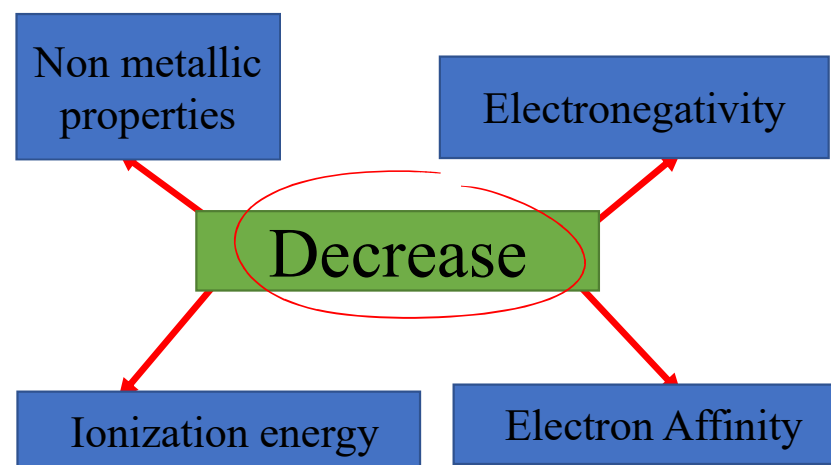 Non metallic
properties
Electronegativity
Decrease
Ionization energy
Electron Affinity